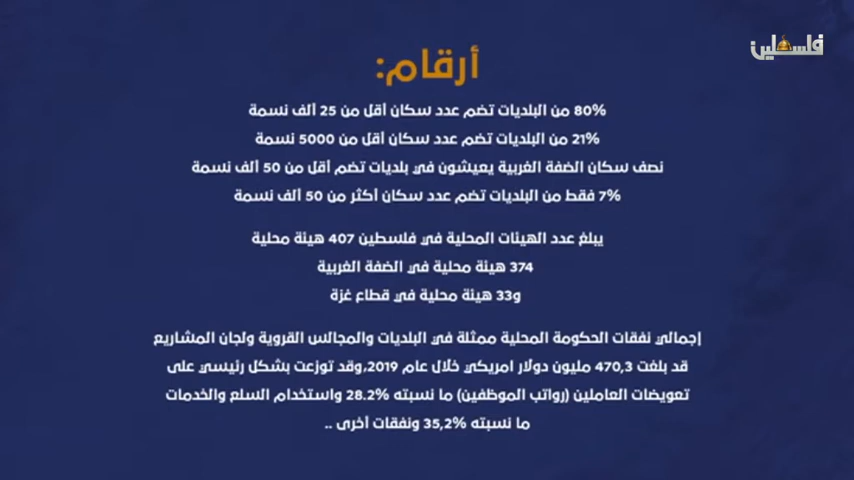 فلسطين
أرقام:
80% من البلديات تضم عدد سكان أقل من 25 ألف نسمة
21% من البلديات تضم عدد سكان أقل من 5000 نسمة
نصف سكان الضفة الغربية يعيشون في بلديات تضم أقل من 50 ألف نسمة
7% فقط من البلديات تضم عدد سكان أكثر من 50 ألف نسمة
يبلغ عدد الهيئات المحلية في فلسطين 407 هيئة محلية
374 هيئة محلية في الضفة الغربية
و33 هيئة محلية في قطاع غزة
إجمالي نفقات الحكومة المحلية ممثلة في البلديات والمجالس القروية ولجان المشاريع
قد بلغت 470,3 مليون دولار امريكي خلال عام 2019،وقد توزعت بشكل رئيسي على
تعويضات العاملين (رواتب الموظفين) ما نسبته 28.2% واستخدام السلع والخدمات
ما نسبته 35,2% ونفقات أخرى ..